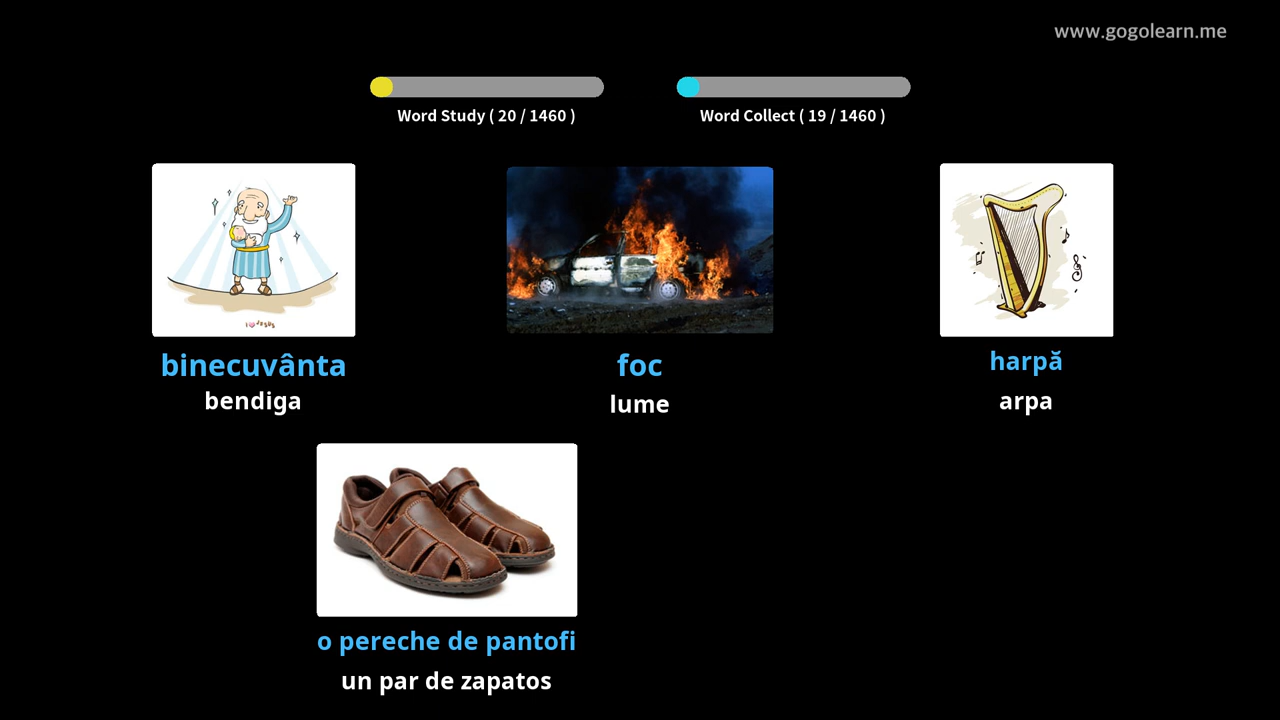 www.gogolearn.me
Word Study ( 20 / 1460 )
Word Collect ( 19 / 1460 )
I ♥ JESUS
binecuvânta
bendiga
foc
lume
harpă
arpa
o pereche de pantofi
un par de zapatos